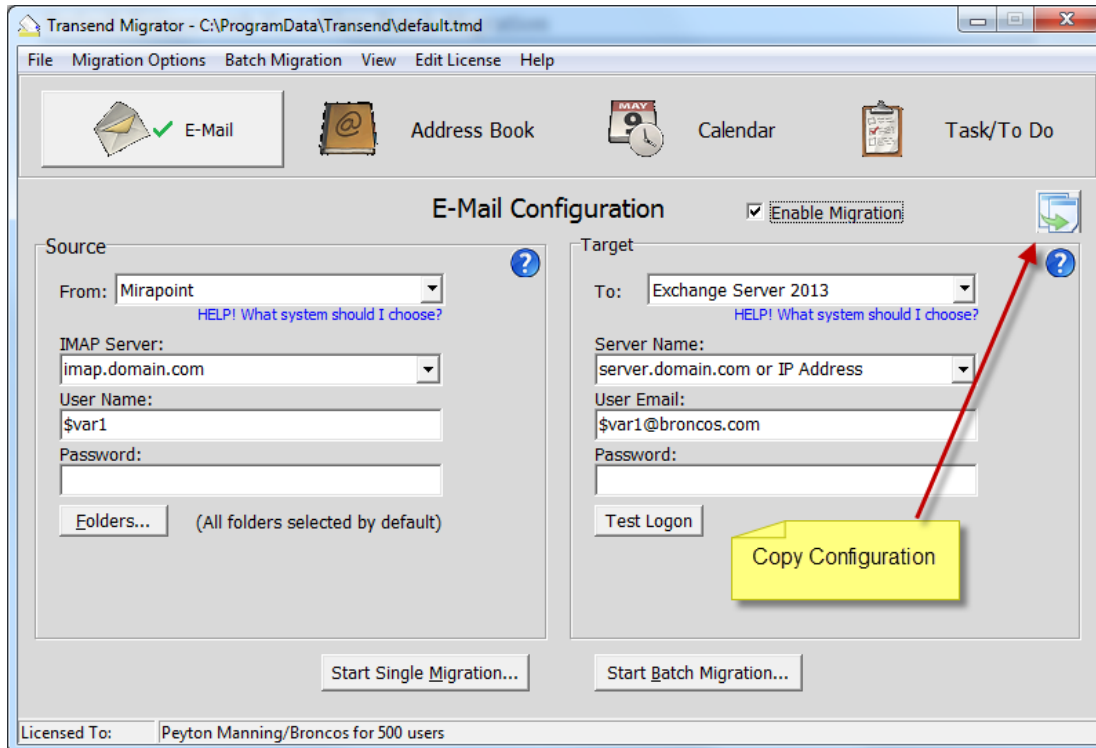 Transend Migrator - C:\ProgramData\Transend\default.tmd
File Migration Options Batch Migration View Edit License Help
E-Mail
Address Book
MAY
9
Calendar
Task/To Do
E-Mail Configuration
Enable Migration
Source
From: Mirapoint
HELP! What system should I choose?
IMAP Server:
imap.domain.com
User Name:
$var1
Password:
Folders...
(All folders selected by default)
Target
To: Exchange Server 2013
HELP! What system should I choose?
Server Name:
server.domain.com or IP Address
User Email:
$var1@broncos.com
Password:
Test Logon
Copy Configuration
Start Single Migration...
Start Batch Migration...
Licensed To: Peyton Manning/Broncos for 500 users